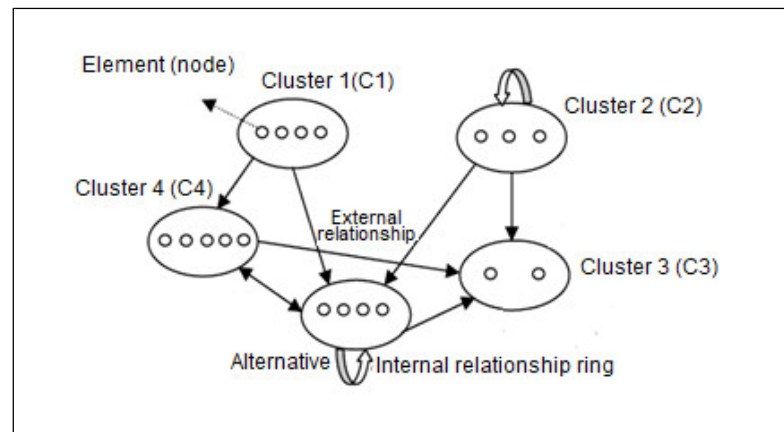 Element (node)
Cluster 1(C1)
Cluster 2 (C2)
Cluster 4 (C4)
External
relationship
Cluster 3 (C3)
Alternative
Internal relationship ring